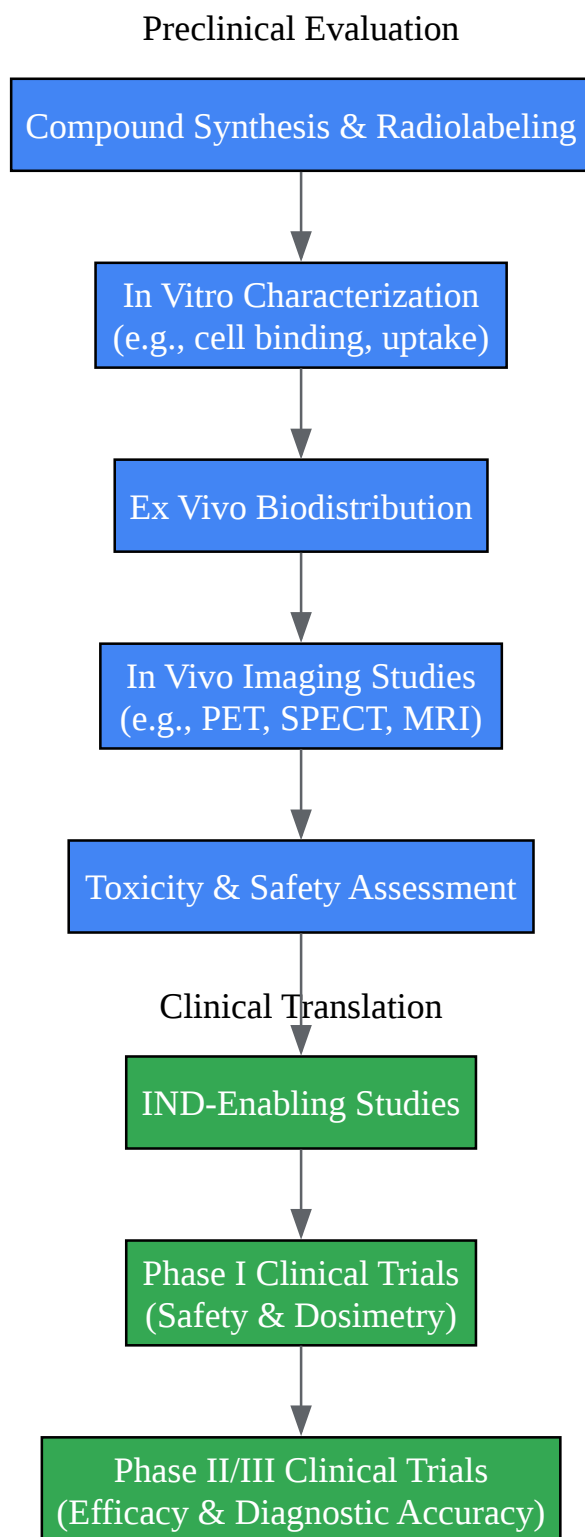 Preclinical Evaluation
Compound Synthesis & Radiolabeling
In Vitro Characterization
(e.g., cell binding, uptake)
Ex Vivo Biodistribution
In Vivo Imaging Studies
(e.g., PET, SPECT, MRI)
Toxicity & Safety Assessment
Clinical Translation
IND-Enabling Studies
Phase I Clinical Trials
(Safety & Dosimetry)
Phase II/III Clinical Trials
(Efficacy & Diagnostic Accuracy)